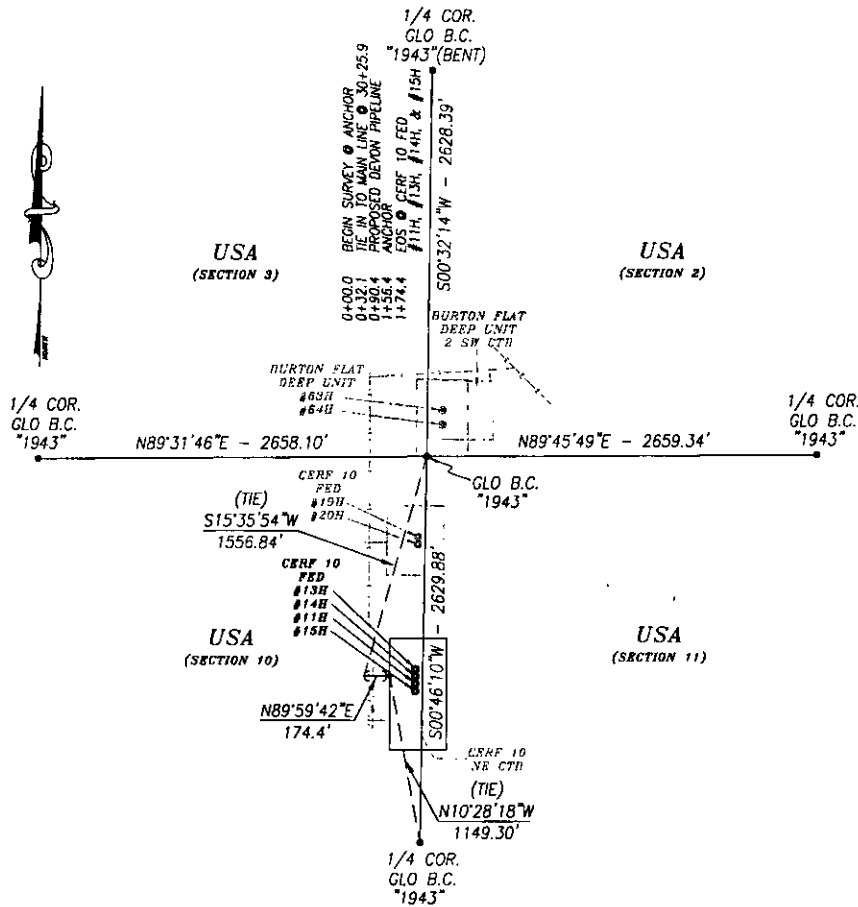 1/4 COR.
GLO B.C.
"1943"(BENT)
0+00.0 BEGIN SURVEY @ ANCHOR
0+32.1 TIE IN TO MAIN LINE @ 30+25.9
0+90.4 PROPOSED DEVON PIPELINE
1+56.4 ANCHOR
1+74.4 EOS @ CERF 10 FED
#11H, #13H, #14H, & #15H
S00°32'14"W - 2628.39'
USA
(SECTION 3)
USA
(SECTION 2)
BURTON FLAT
DEEP UNIT
2 SW CTB
BURTON FLAT
DEEP UNIT
#63H
#64H
1/4 COR.
GLO B.C.
"1943"
N89°31'46"E - 2658.10'
N89°45'49"E - 2659.34'
1/4 COR.
GLO B.C.
"1943"
GLO B.C.
"1943"
CERF 10
FED
#19H
#20H
(TIE)
S15°35'54"W
1556.84'
CERF 10
FED
#13H
#14H
#11H
#15H
S00°46'10"W - 2629.88'
USA
(SECTION 10)
USA
(SECTION 11)
N89°59'42"E
174.4'
CERF 10
NE CTB
(TIE)
N10°28'18"W
1149.30'
1/4 COR.
GLO B.C.
"1943"